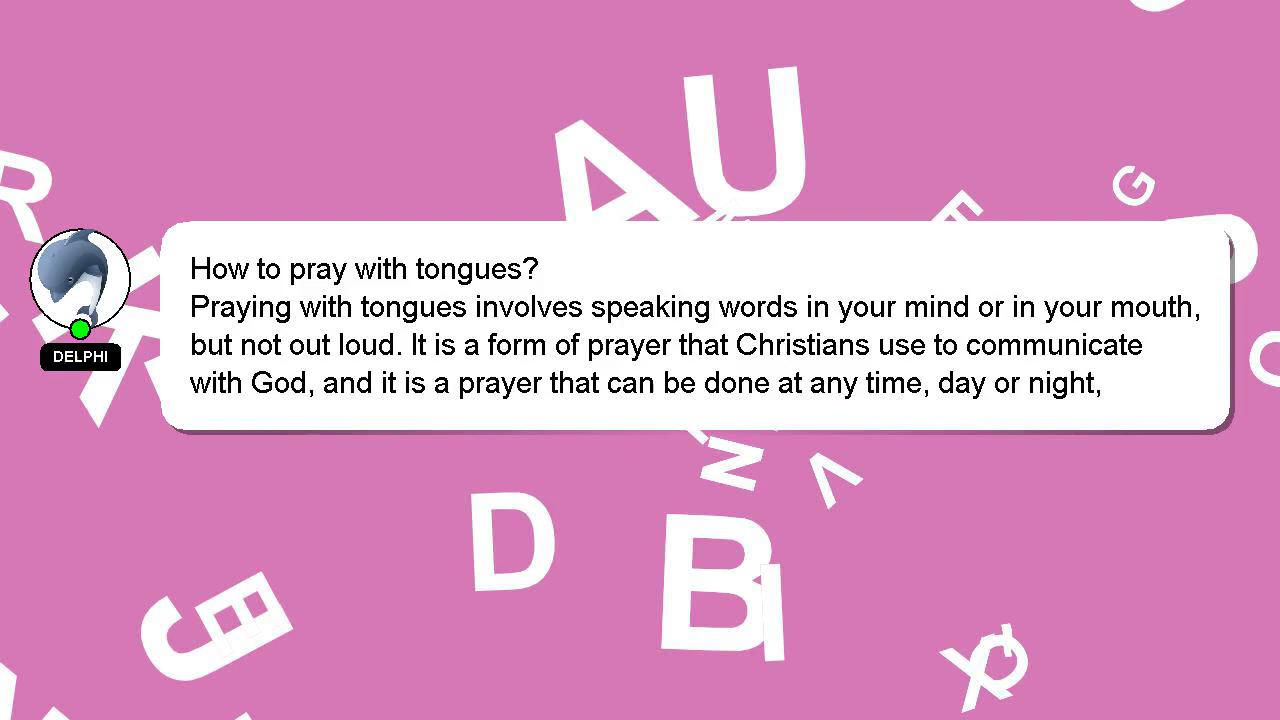 How to pray with tongues?
Praying with tongues involves speaking words in your mind or in your mouth,
but not out loud. It is a form of prayer that Christians use to communicate
with God, and it is a prayer that can be done at any time, day or night,
DELPHI
A
U
R
G
E
N
V
D
B
I
J
E
X
Q